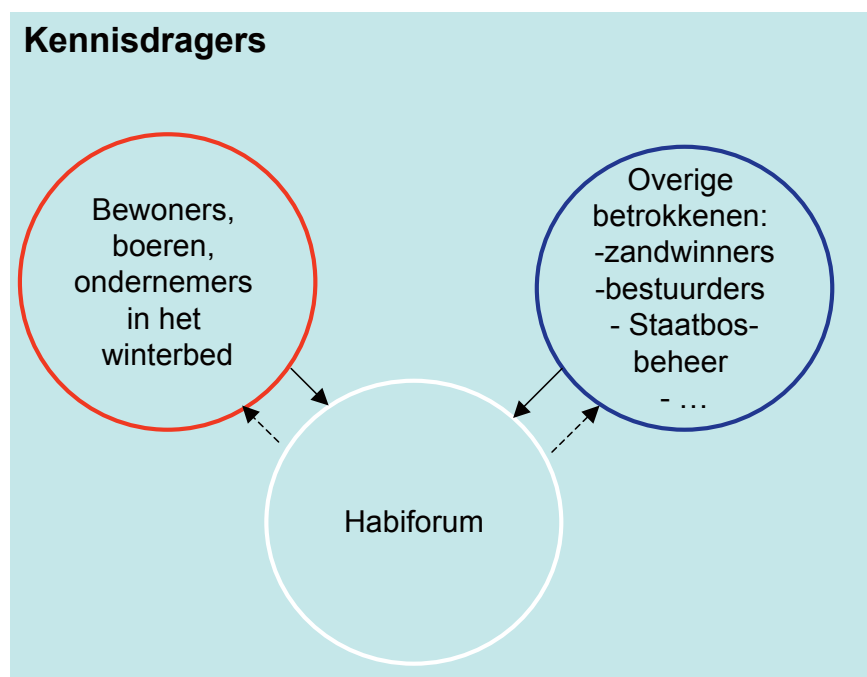 Kennisdragers
Bewoners,
boeren,
ondernemers
in het
winterbed
Overige
betrokkenen:
-zandwinners
-bestuurders
- Staatbos-
beheer
- ...
Habiforum